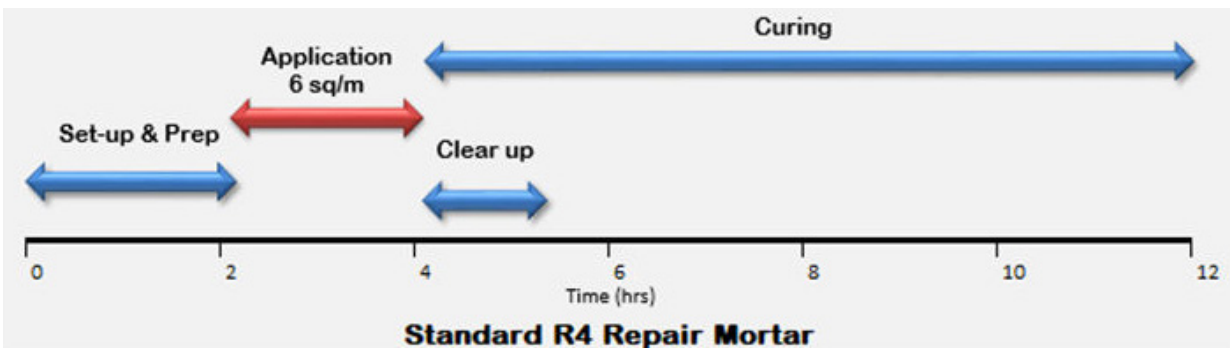 Curing
Application
6 sq/m
Set-up & Prep
Clear up
0 2 4 6 8 10 12
Time (hrs)
Standard R4 Repair Mortar